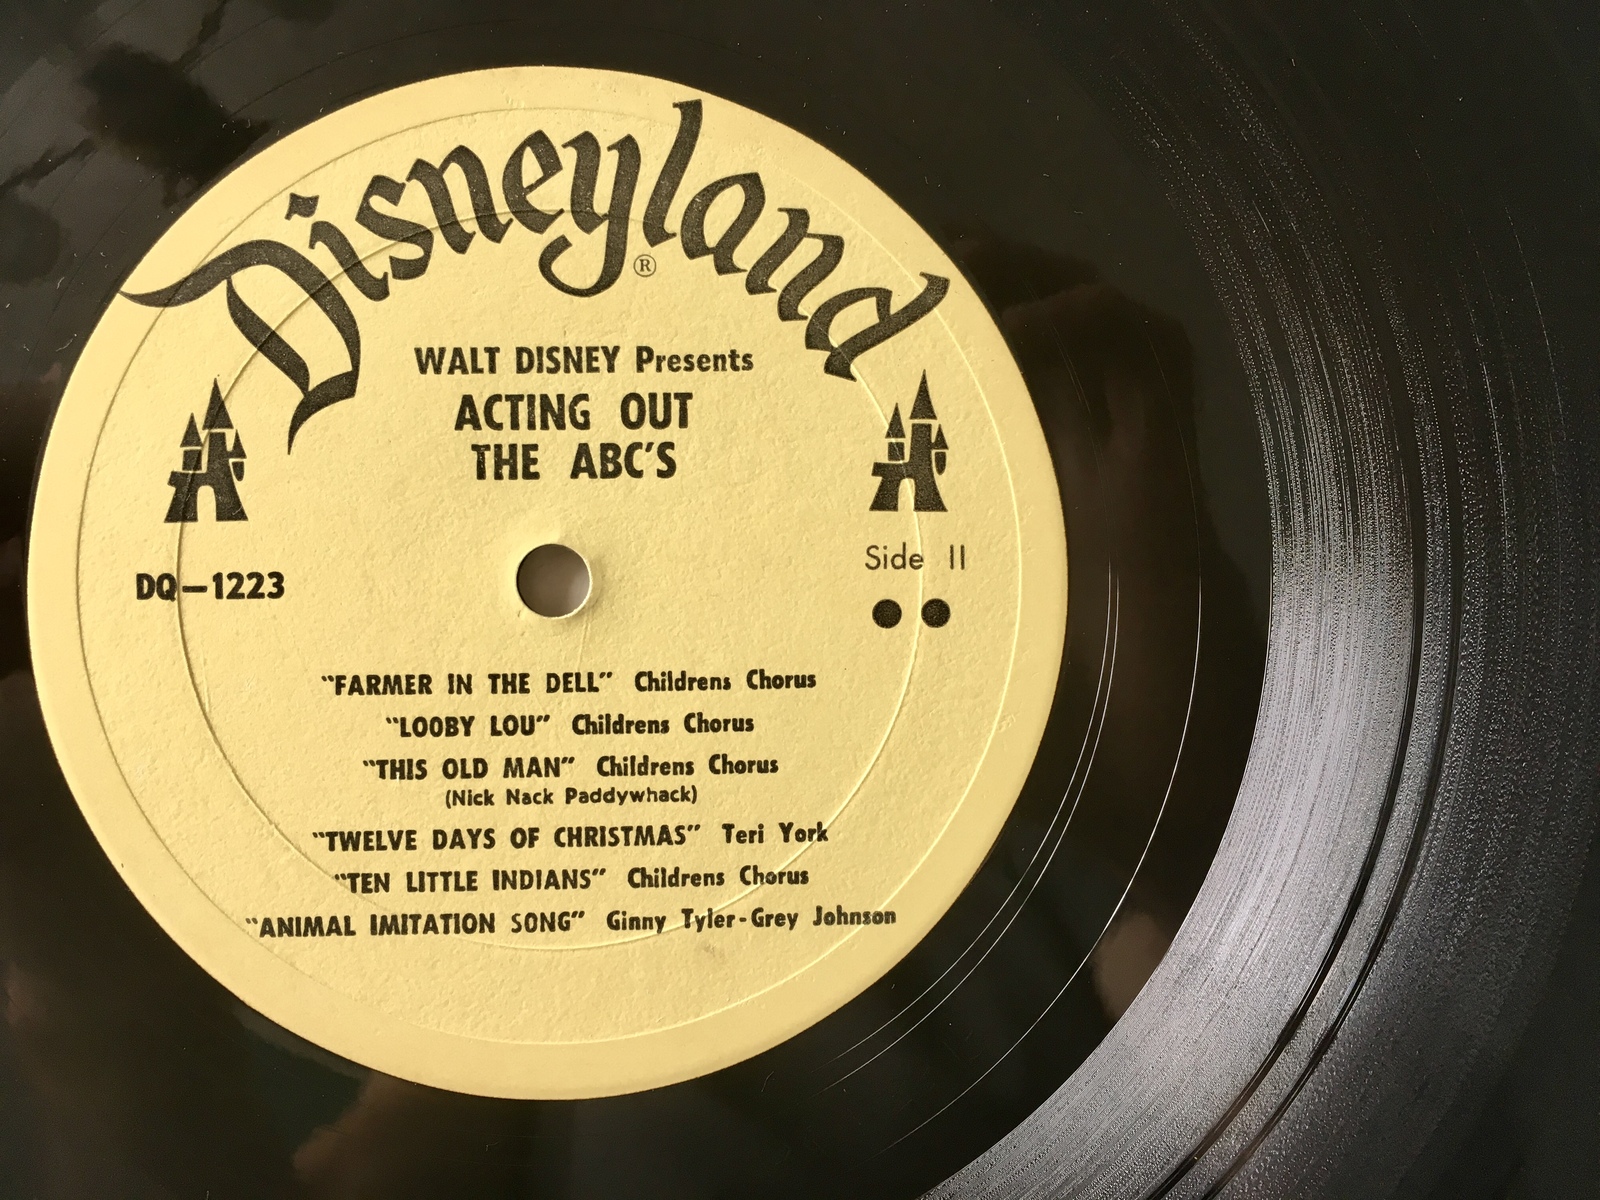 Disneyland
®
WALT DISNEY Presents
ACTING OUT
THE ABC'S
DQ—1223
Side II
"FARMER IN THE DELL" Childrens Chorus
"LOOBY LOU" Childrens Chorus
"THIS OLD MAN" Childrens Chorus
(Nick Nack Paddywhack)
"TWELVE DAYS OF CHRISTMAS" Teri York
"TEN LITTLE INDIANS" Childrens Chorus
"ANIMAL IMITATION SONG" Ginny Tyler-Grey Johnson